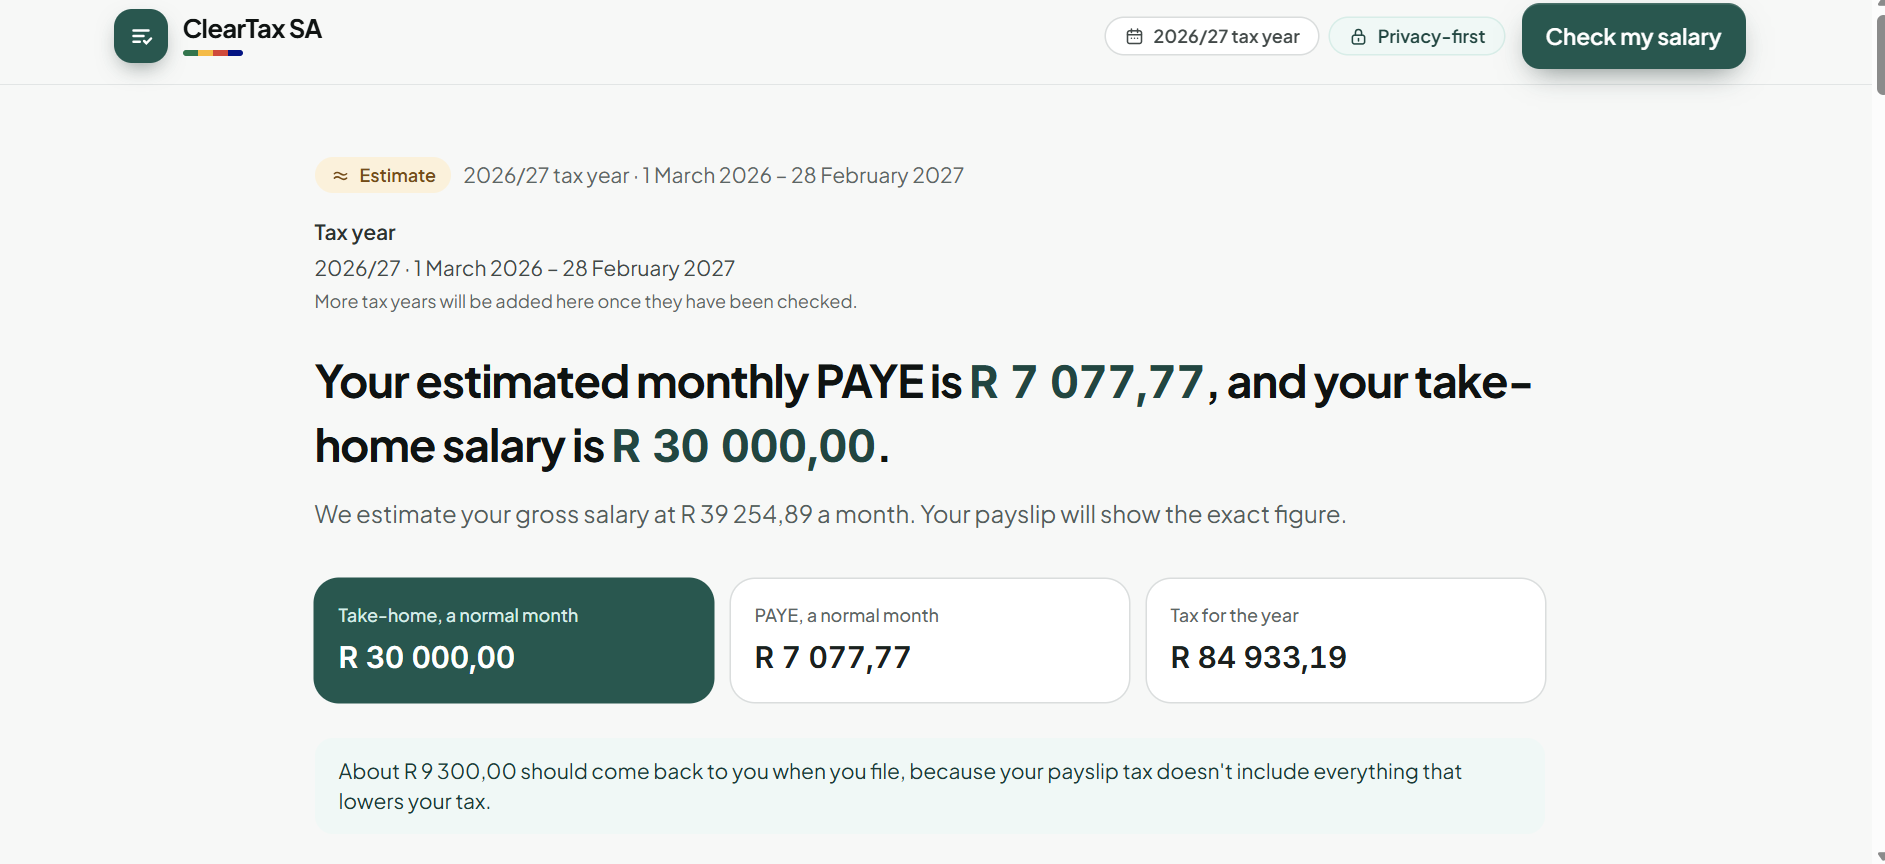 ClearTax SA
2026/27 tax year
Privacy-first
Check my salary
Estimate
2026/27 tax year · 1 March 2026 – 28 February 2027
Tax year
2026/27 · 1 March 2026 – 28 February 2027
More tax years will be added here once they have been checked.
Your estimated monthly PAYE is R 7 077,77, and your take-
home salary is R 30 000,00.
We estimate your gross salary at R 39 254,89 a month. Your payslip will show the exact figure.
Take-home, a normal month
R 30 000,00
PAYE, a normal month
R 7 077,77
Tax for the year
R 84 933,19
About R 9 300,00 should come back to you when you file, because your payslip tax doesn't include everything that
lowers your tax.